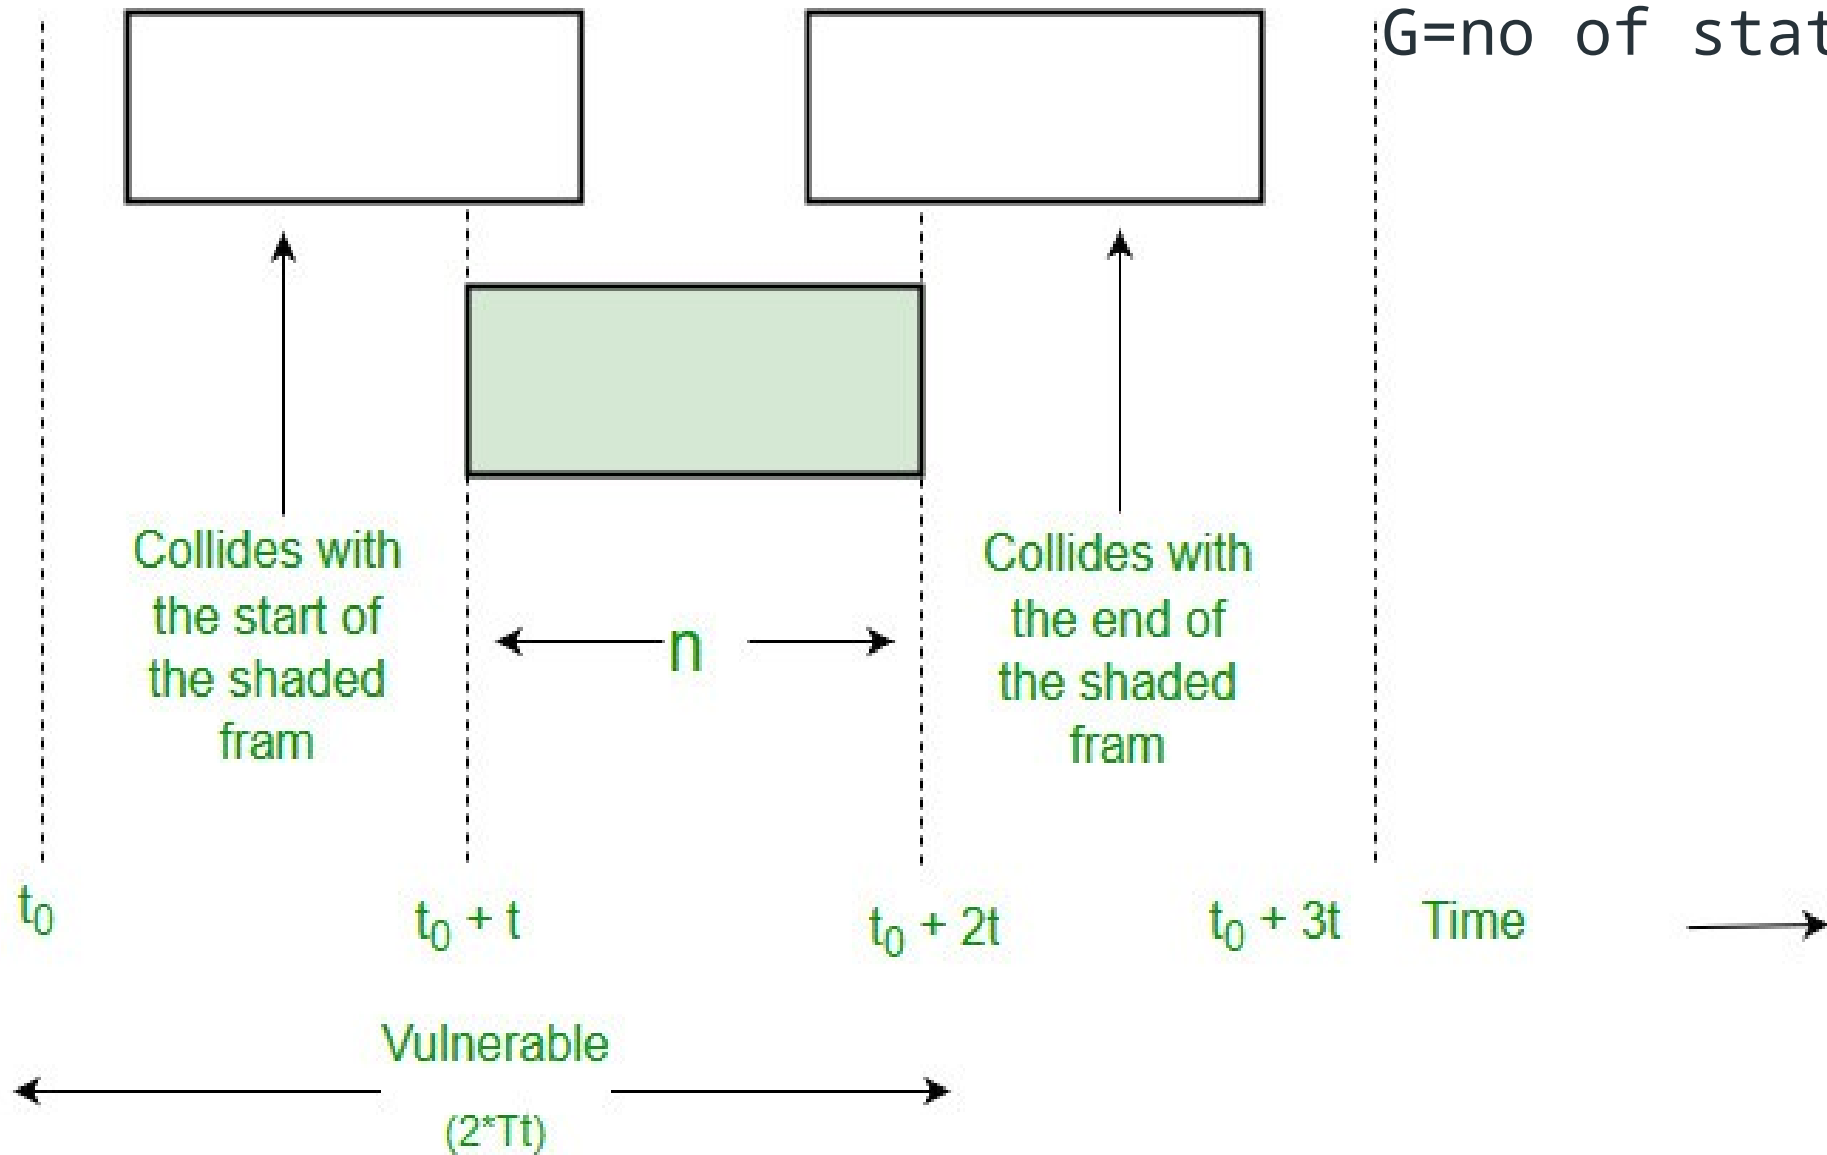 G=no of stat
Collides with
the start of
the shaded
fram
n
Collides with
the end of
the shaded
fram
t0
t0 + t
t0 + 2t
t0 + 3t
Time
Vulnerable
(2*Tt)